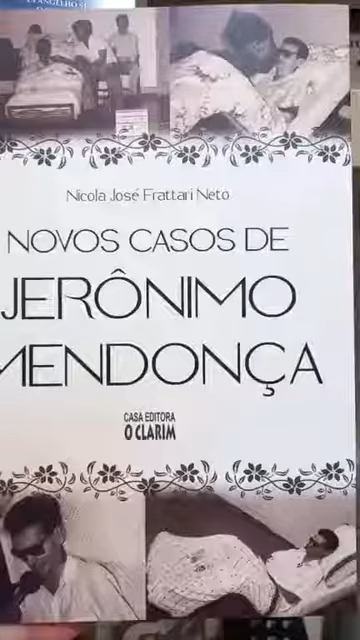 Nicola José Frattari Neto
NOVOS CASOS DE
JERÔNIMO
MENDONÇA
CASA EDITORA
O CLARIM